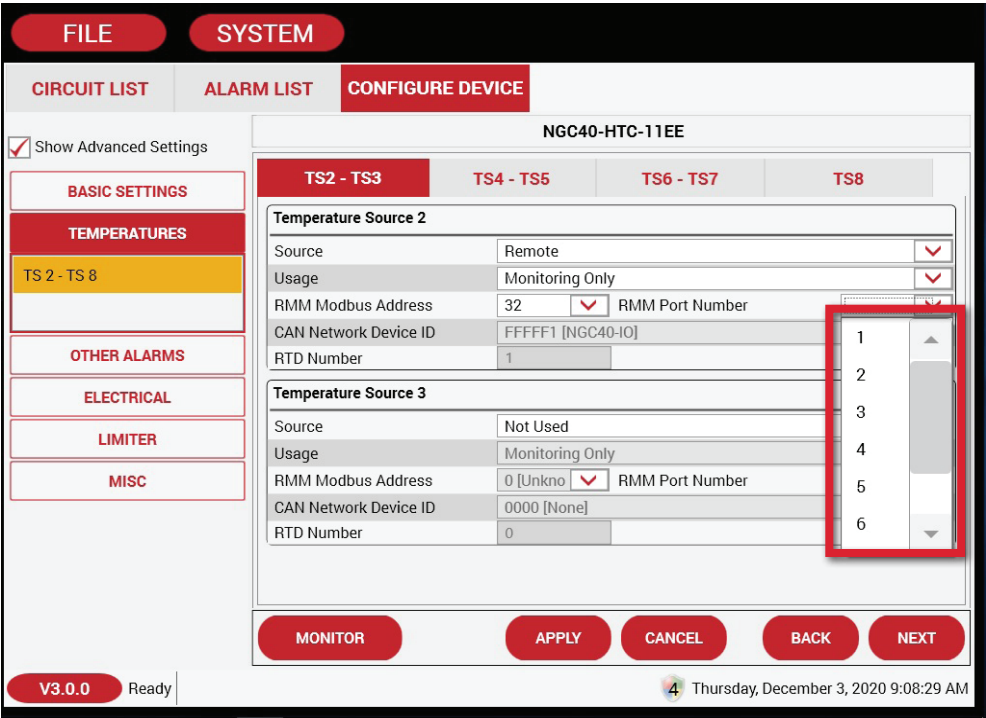 FILE SYSTEM
CIRCUIT LIST ALARM LIST CONFIGURE DEVICE
NGC40-HTC-11EE
Show Advanced Settings
BASIC SETTINGS
TEMPERATURES
TS 2 - TS 8
OTHER ALARMS
ELECTRICAL
LIMITER
MISC
TS2 - TS3 TS4 - TS5 TS6 - TS7 TS8
Temperature Source 2
Source Remote
Usage Monitoring Only
RMM Modbus Address 32 RMM Port Number
CAN Network Device ID FFFFF1 [NGC40-IO]
RTD Number 1
Temperature Source 3
Source Not Used
Usage Monitoring Only
RMM Modbus Address 0 [Unkno RMM Port Number
CAN Network Device ID 0000 [None]
RTD Number 0
1
2
3
4
5
6
MONITOR APPLY CANCEL BACK NEXT
V3.0.0 Ready 4 Thursday, December 3, 2020 9:08:29 AM